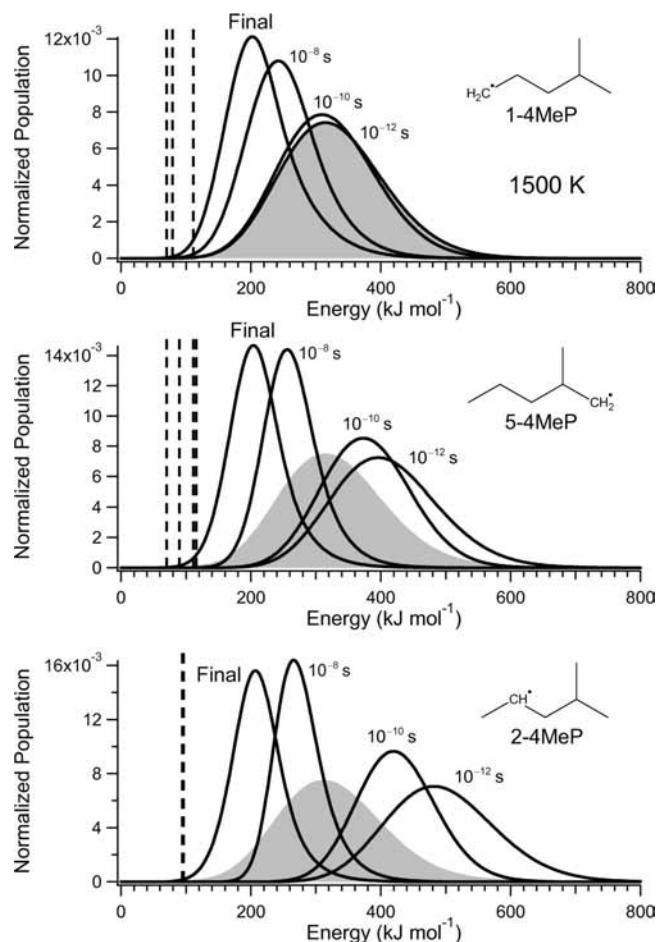 Final
12x10⁻³
10
8
6
4
2
0
Normalized Population
10⁻⁸ s
10⁻¹⁰ s
10⁻¹² s
H₂C•
1-4MeP
1500 K
0 200 400 600 800
Energy (kJ mol⁻¹)
Final
14x10⁻³
12
10
8
6
4
2
0
Normalized Population
10⁻⁸ s
10⁻¹⁰ s
10⁻¹² s
CH₂•
5-4MeP
0 200 400 600 800
Energy (kJ mol⁻¹)
16x10⁻³
12
8
4
0
Normalized Population
Final
10⁻⁸ s
10⁻¹⁰ s
10⁻¹² s
CH•
2-4MeP
0 200 400 600 800
Energy (kJ mol⁻¹)